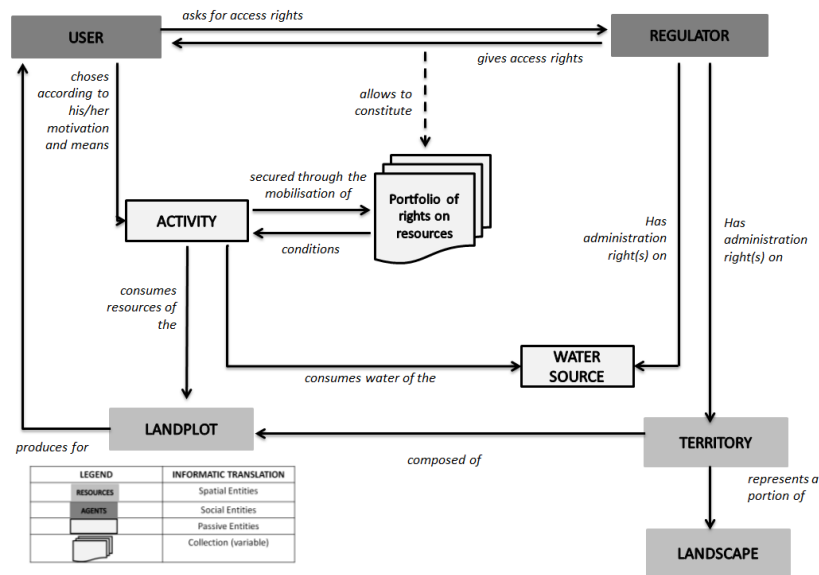 asks for access rights
USER
REGULATOR
gives access rights
choses
according to
his/her
motivation
and means
allows to
constitute
secured through the
mobilisation of
Portfolio of
rights on
resources
ACTIVITY
conditions
Has
administration
right(s) on
Has
administration
right(s) on
consumes
resources of
the
WATER
SOURCE
consumes water of the
LANDPLOT
TERRITORY
produces for
composed of
represents a
portion of
LEGEND INFORMATIC TRANSLATION
RESOURCES Spatial Entities
AGENTS Social Entities
Passive Entities
Collection (variable)
LANDSCAPE